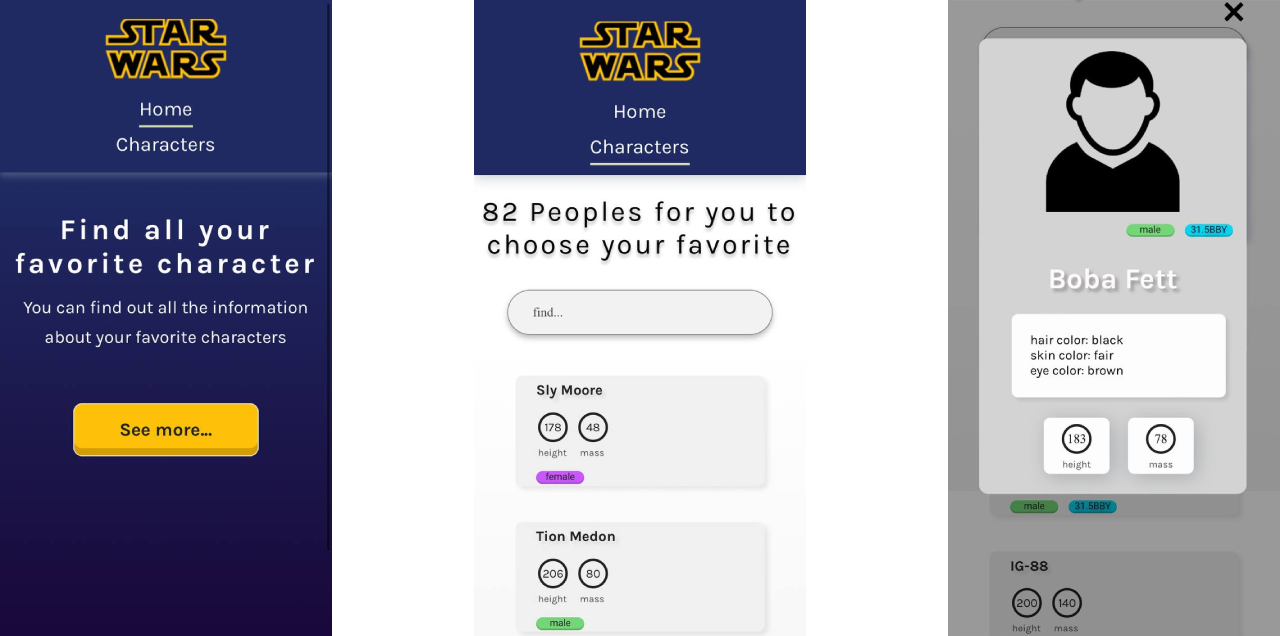 STAR
WARS
Home
Characters
Find all your
favorite character
You can find out all the information
about your favorite characters
See more...
STAR
WARS
Home
Characters
82 Peoples for you to
choose your favorite
find...
Sly Moore
178 48
height mass
female
Tion Medon
206 80
height mass
male
male 31.5BBY
Boba Fett
hair color: black
skin color: fair
eye color: brown
183 78
height mass
male 31.5BBY
IG-88
200 140
height mass